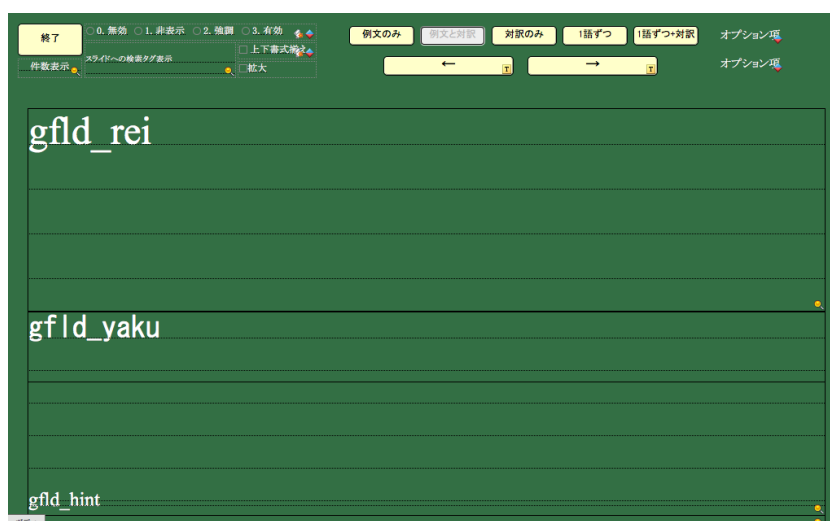 終了
0. 無効 1. 非表示 2. 強調 3. 有効
上下書式揃え
件数表示
スライドへの検索タグ表示
拡大
例文のみ 例文と対訳 対訳のみ 1語ずつ 1語ずつ+対訳 オプション項
← T → T オプション項
gfld_rei
gfld_yaku
gfld_hint